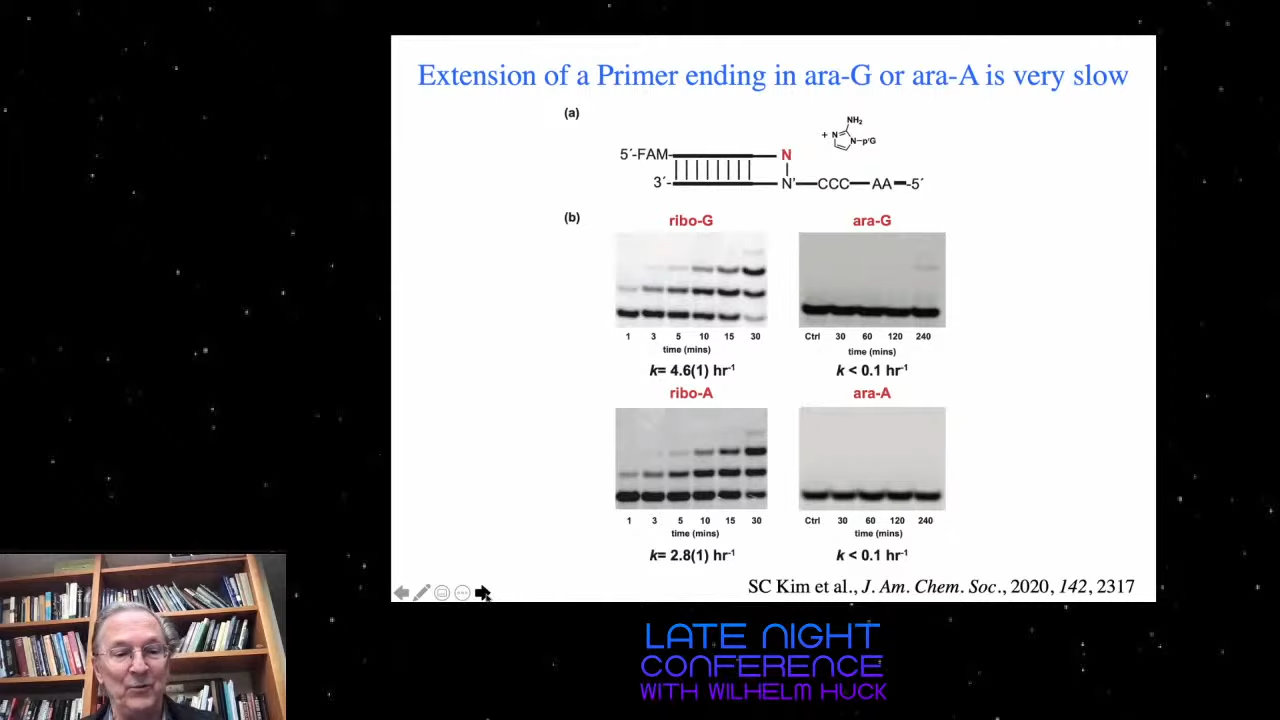 Extension of a Primer ending in ara-G or ara-A is very slow
(a)
NH₂
+ N N–p'G
5´-FAM N
3´- N' CCC AA -5´
(b)
ribo-G ara-G
1 3 5 10 15 30
Ctrl 30 60 120 240
time (mins)
time (mins)
k= 4.6(1) hr⁻¹ k < 0.1 hr⁻¹
ribo-A ara-A
1 3 5 10 15 30
Ctrl 30 60 120 240
time (mins) time (mins)
k= 2.8(1) hr⁻¹ k < 0.1 hr⁻¹
SC Kim et al., J. Am. Chem. Soc., 2020, 142, 2317
LATE NIGHT
CONFERENCE
WITH WILHELM HUCK